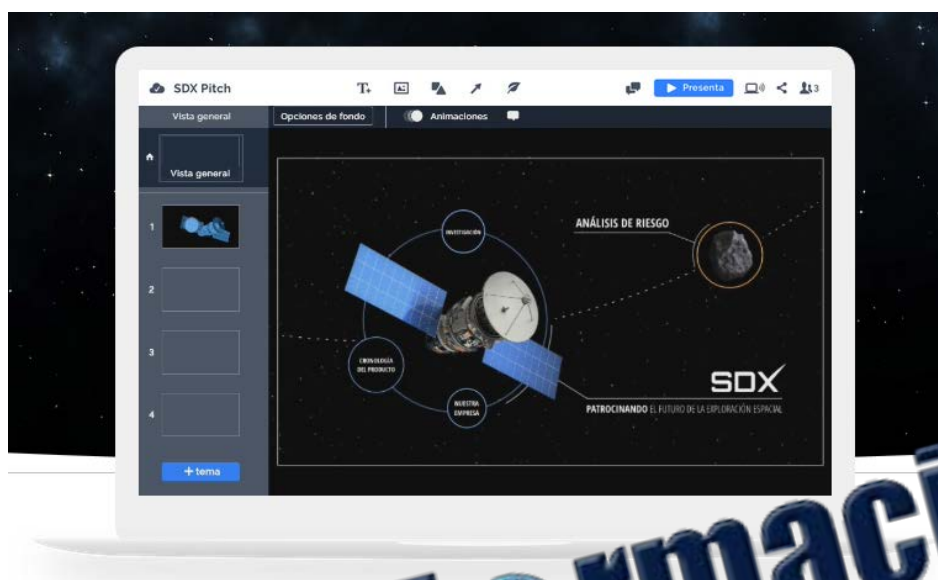 SDX Pitch
T+
Presenta
3
Vista general
Opciones de fondo
Animaciones
Vista general
1
2
3
4
+ tema
INVESTIGACIÓN
ANÁLISIS DE RIESGO
CRONOLOGÍA
DEL PRODUCTO
NUESTRA
EMPRESA
SDX
PATROCINANDO EL FUTURO DE LA EXPLORACIÓN ESPACIAL